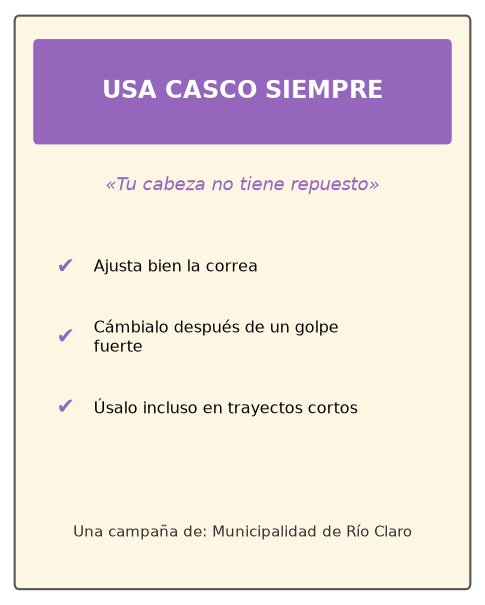 USA CASCO SIEMPRE
«Tu cabeza no tiene repuesto»
✔ Ajusta bien la correa
✔ Cámbialo después de un golpe
fuerte
✔ Úsalo incluso en trayectos cortos
Una campaña de: Municipalidad de Río Claro